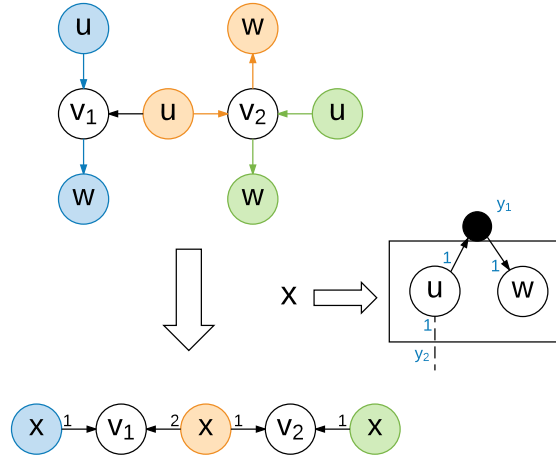 u w
v₁ u v₂ u
w w
y₁
1 1
x u w
1
y₂
x 1 v₁ 2 x 1 v₂ 1 x